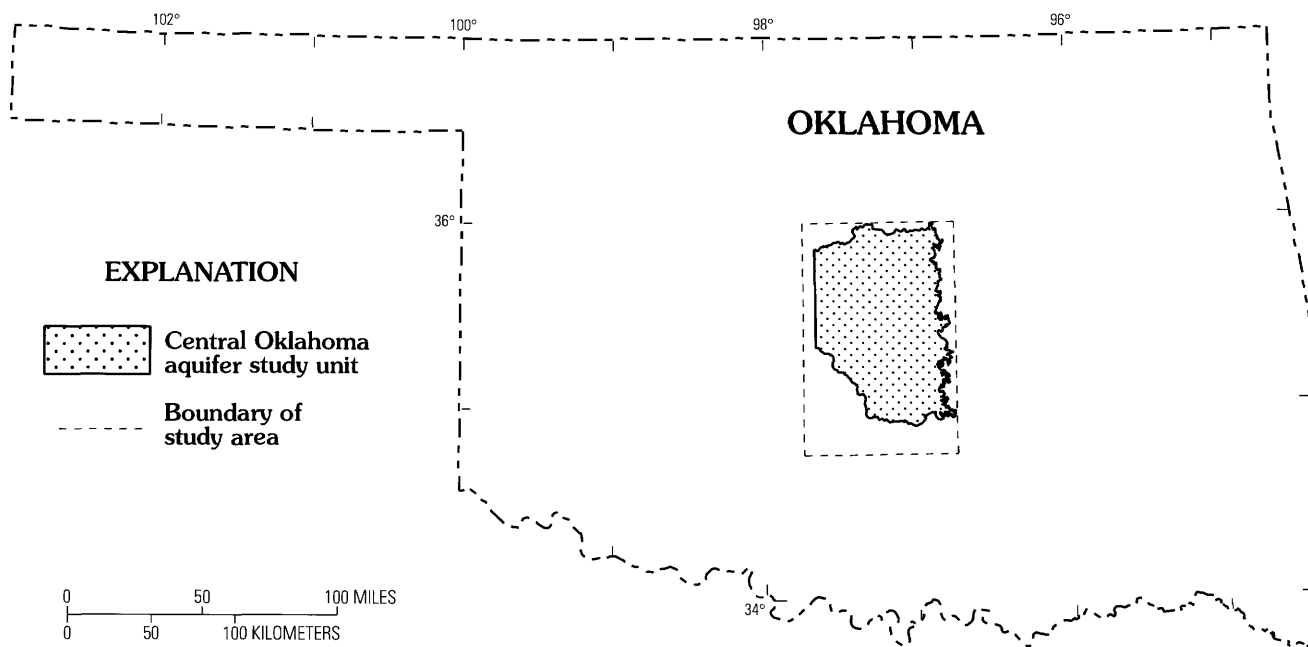 102° 100° 98° 96°
OKLAHOMA
36°
EXPLANATION
Central Oklahoma
aquifer study unit
Boundary of
study area
0 50 100 MILES
0 50 100 KILOMETERS
34°